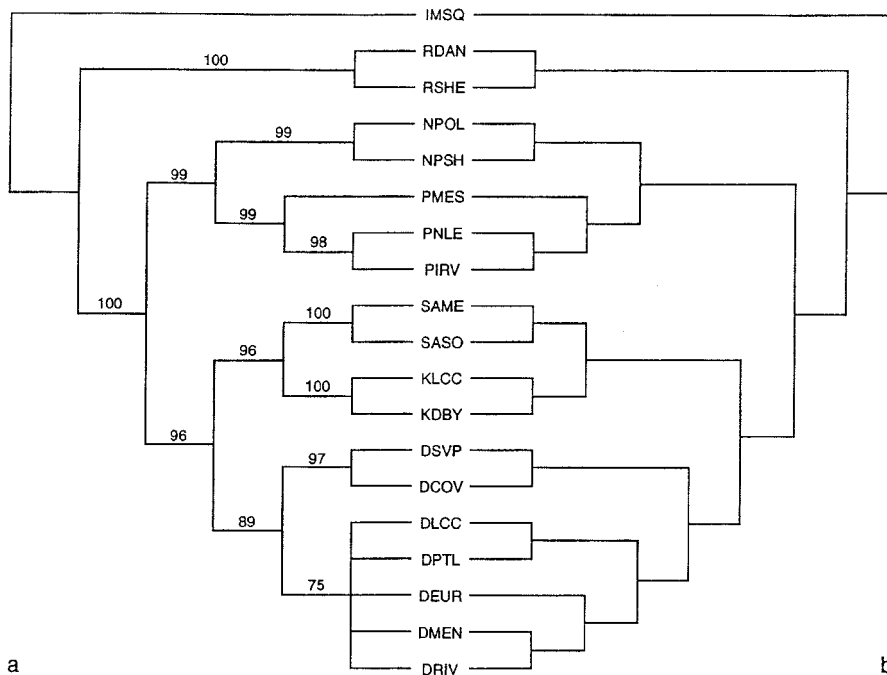 IMSQ
RDAN
100
RSHE
NPOL
99
NPSH
99
PMES
99
PNLE
98
PIRV
100
SAME
100
SASO
96
KLCC
100
KDBY
96
DSVP
97
DCOV
89
DLCC
DPTL
75
DEUR
DMEN
a
DRIV
b